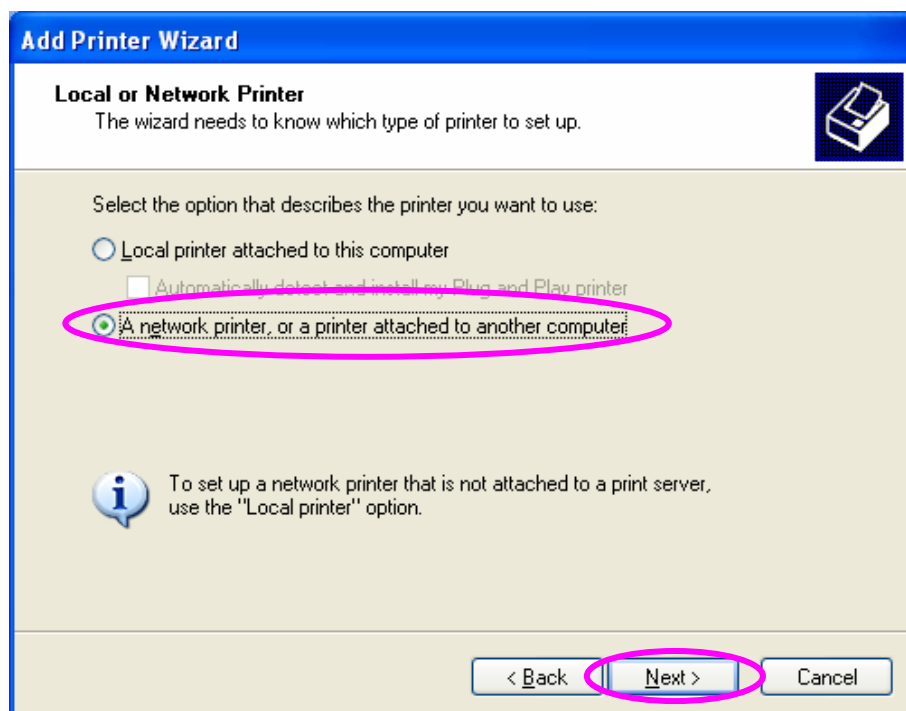 Add Printer Wizard
Local or Network Printer
The wizard needs to know which type of printer to set up.
Select the option that describes the printer you want to use:
Local printer attached to this computer
Automatically detect and install my Plug and Play printer
A network printer, or a printer attached to another computer
To set up a network printer that is not attached to a print server,
use the "Local printer" option.
< Back Next > Cancel